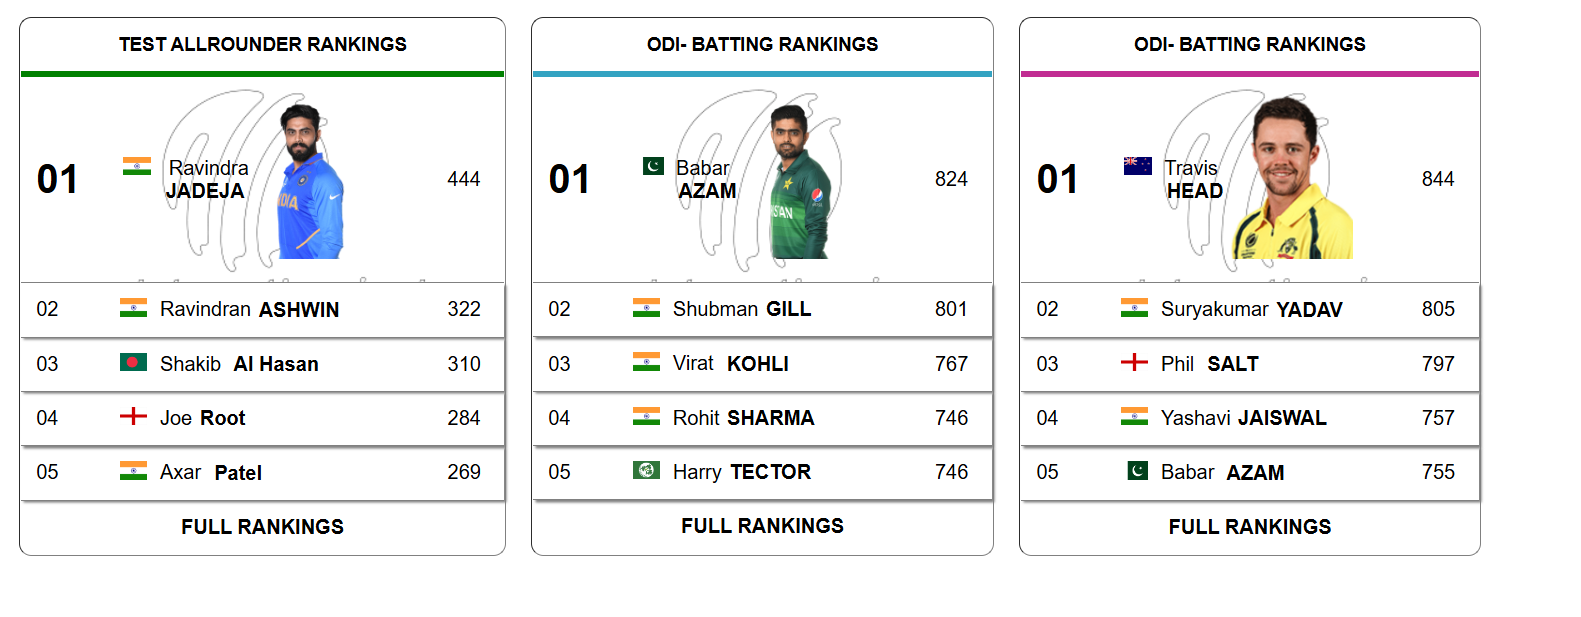 TEST ALLROUNDER RANKINGS
01
Ravindra
JADEJA
444
INDIA
02 Ravindran ASHWIN 322
03 Shakib Al Hasan 310
04 Joe Root 284
05 Axar Patel 269
FULL RANKINGS
ODI- BATTING RANKINGS
01
Babar
AZAM
824
02 Shubman GILL 801
03 Virat KOHLI 767
04 Rohit SHARMA 746
05 Harry TECTOR 746
FULL RANKINGS
ODI- BATTING RANKINGS
01
Travis
HEAD
844
02 Suryakumar YADAV 805
03 Phil SALT 797
04 Yashavi JAISWAL 757
05 Babar AZAM 755
FULL RANKINGS